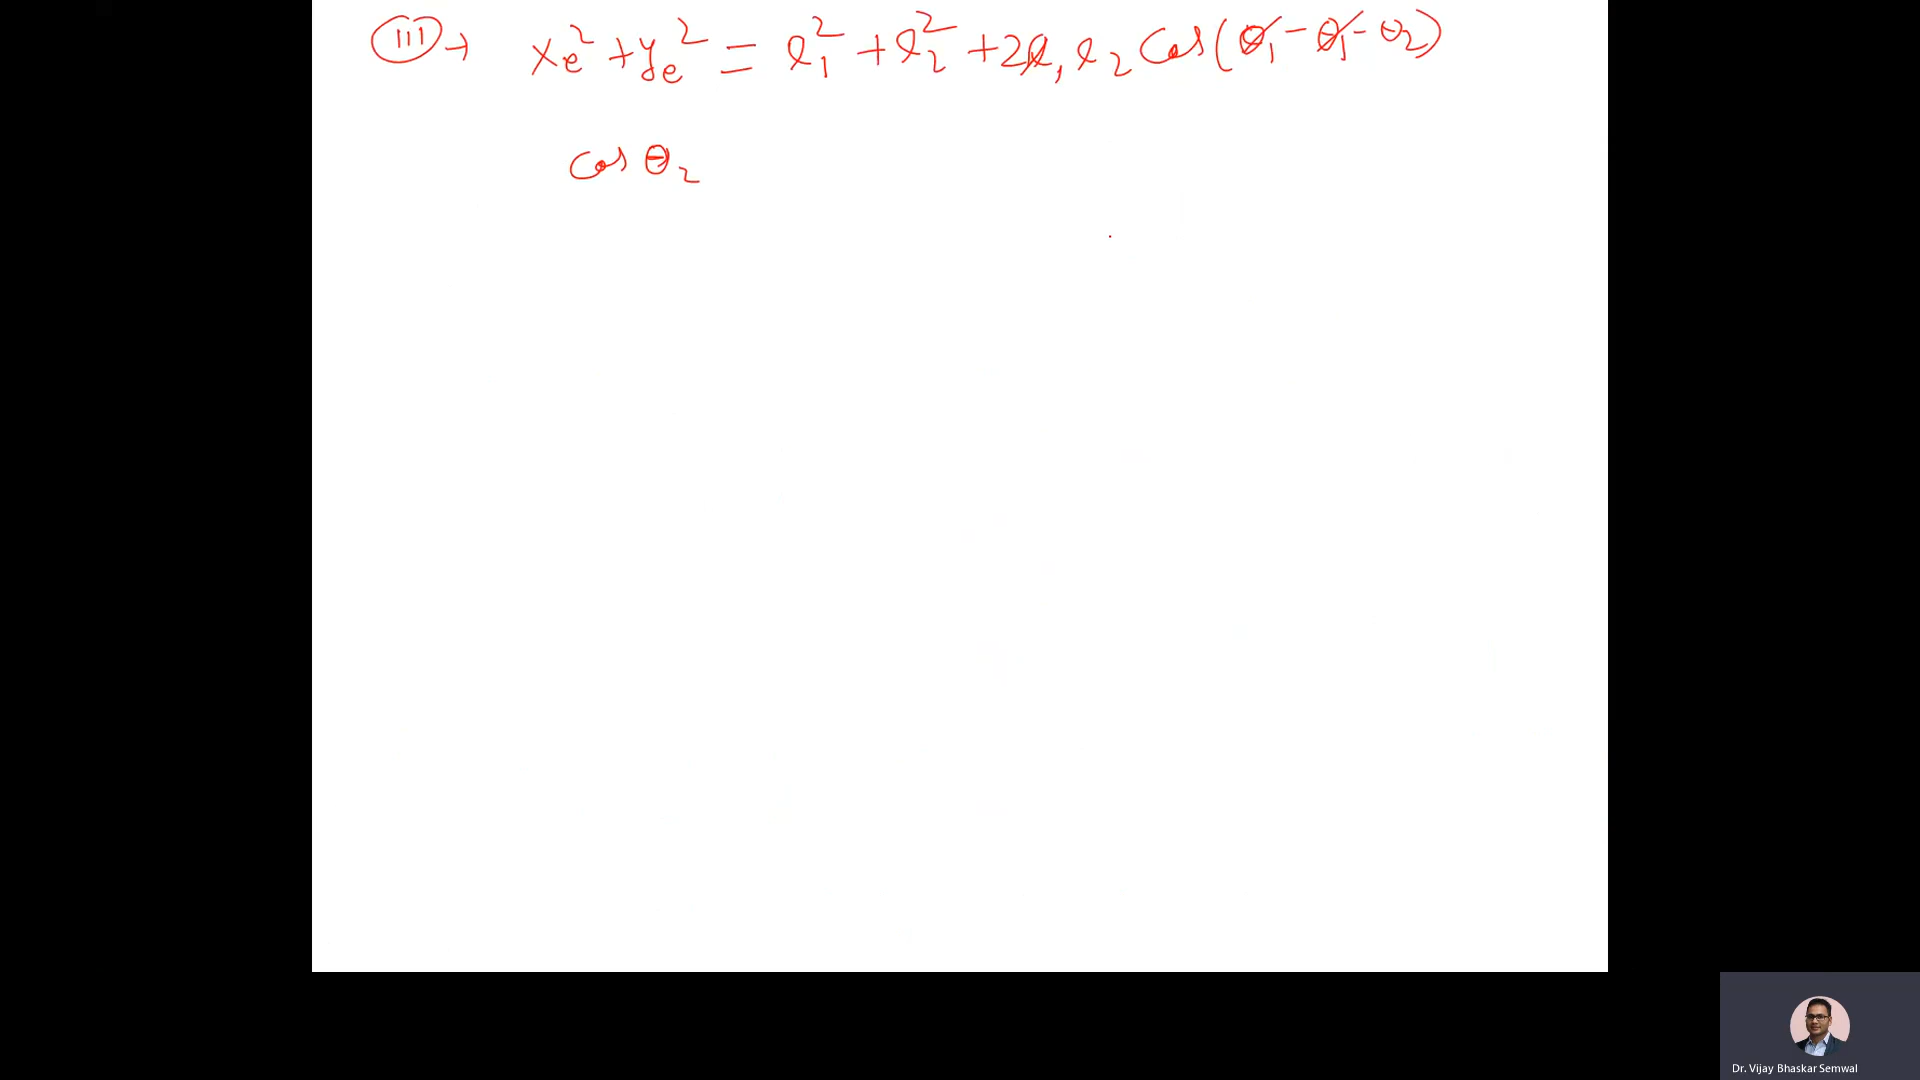 (III) → xe² + ye² = l₁² + l₂² + 2l₁l₂ Cos(θ₁ - θ₁ - θ₂)
cos θ₂
Dr. Vijay Bhaskar Semwal